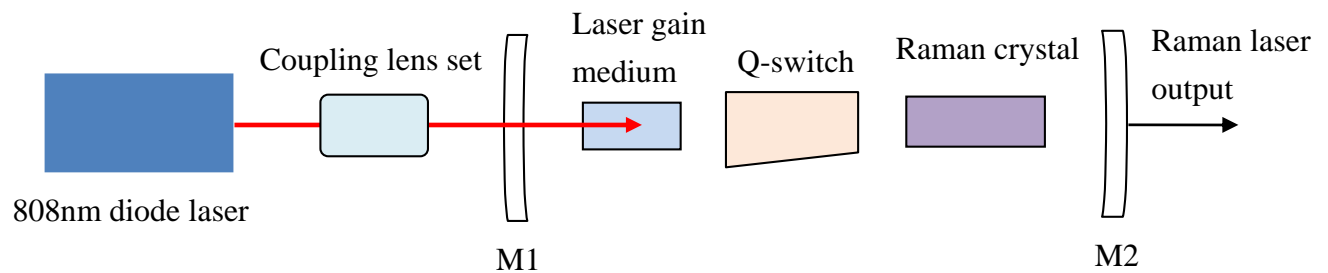 808nm diode laser
Coupling lens set
M1
Laser gain
medium
Q-switch
Raman crystal
M2
Raman laser
output